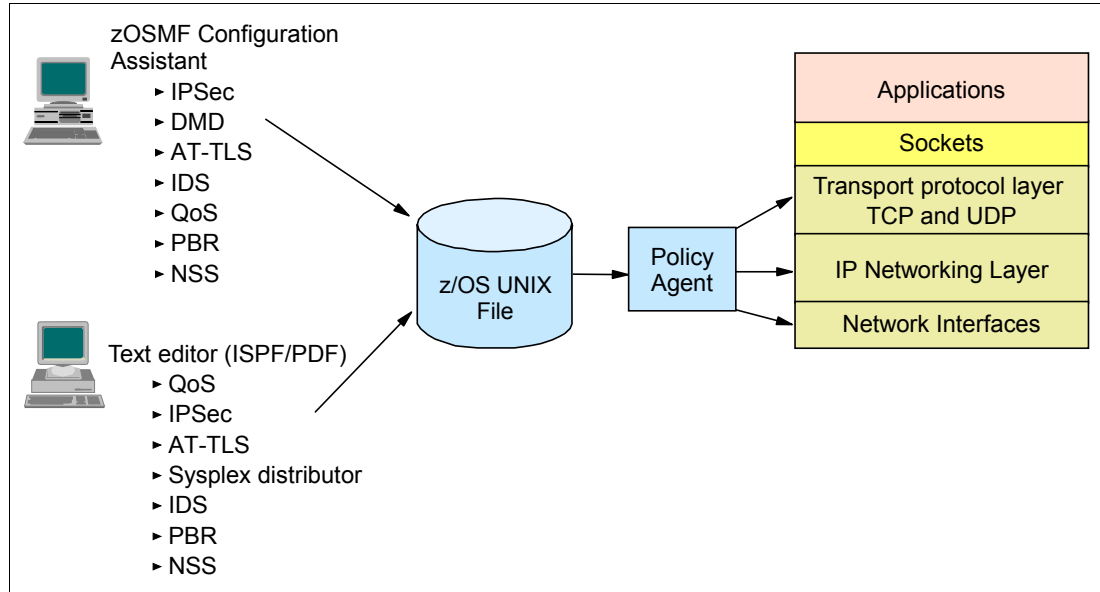 zOSMF Configuration
Assistant
► IPSec
► DMD
► AT-TLS
► IDS
► QoS
► PBR
► NSS
Text editor (ISPF/PDF)
► QoS
► IPSec
► AT-TLS
► Sysplex distributor
► IDS
► PBR
► NSS
z/OS UNIX
File
Policy
Agent
Applications
Sockets
Transport protocol layer
TCP and UDP
IP Networking Layer
Network Interfaces